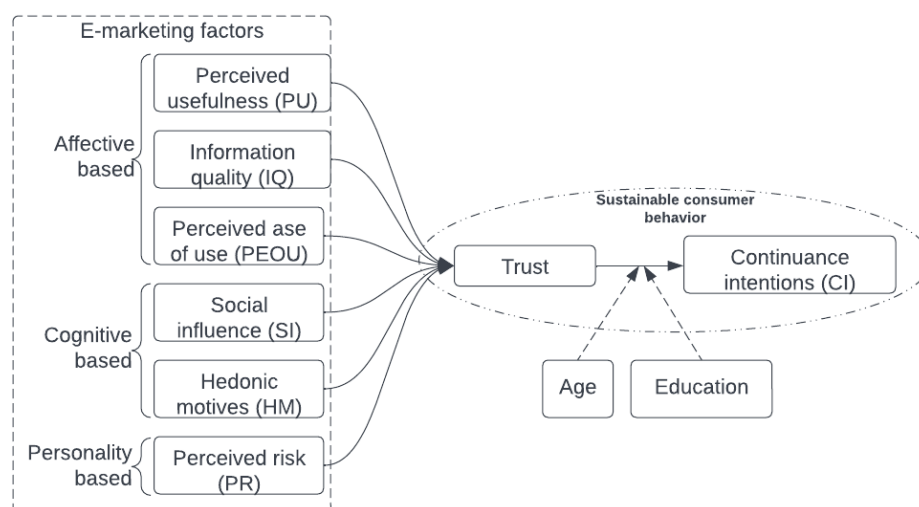 E-marketing factors
Affective
based
Perceived
usefulness (PU)
Information
quality (IQ)
Perceived ase
of use (PEOU)
Cognitive
based
Social
influence (SI)
Hedonic
motives (HM)
Personality
based
Perceived risk
(PR)
Sustainable consumer
behavior
Trust
Continuance
intentions (CI)
Age
Education